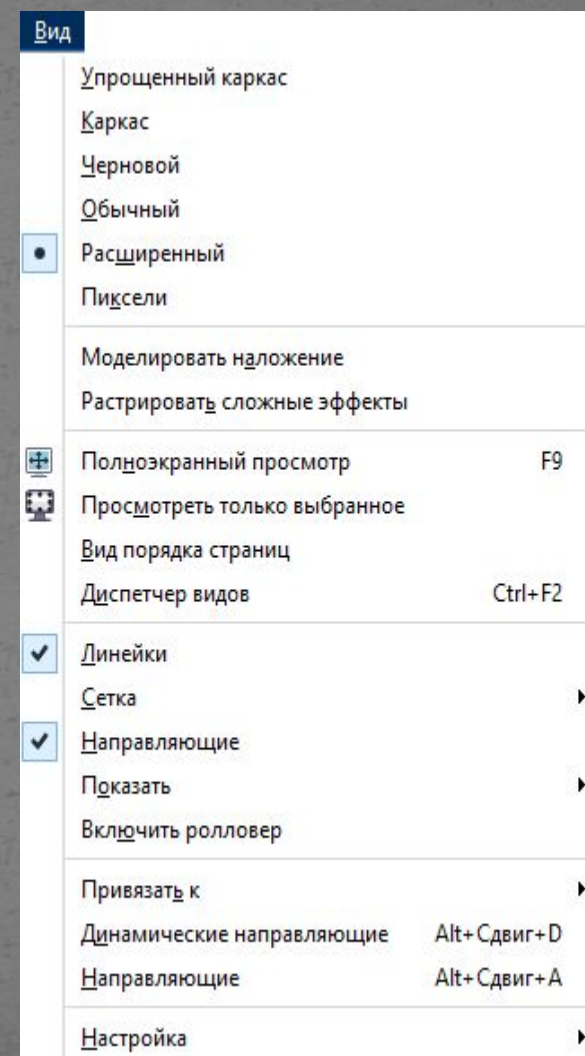 Вид
Упрощенный каркас
Каркас
Черновой
Обычный
Расширенный
Пиксели
Моделировать наложение
Растрировать сложные эффекты
Полноэкранный просмотр F9
Просмотреть только выбранное
Вид порядка страниц
Диспетчер видов Ctrl+F2
Линейки
Сетка
Направляющие
Показать
Включить ролловер
Привязать к
Динамические направляющие Alt+Сдвиг+D
Направляющие Alt+Сдвиг+A
Настройка